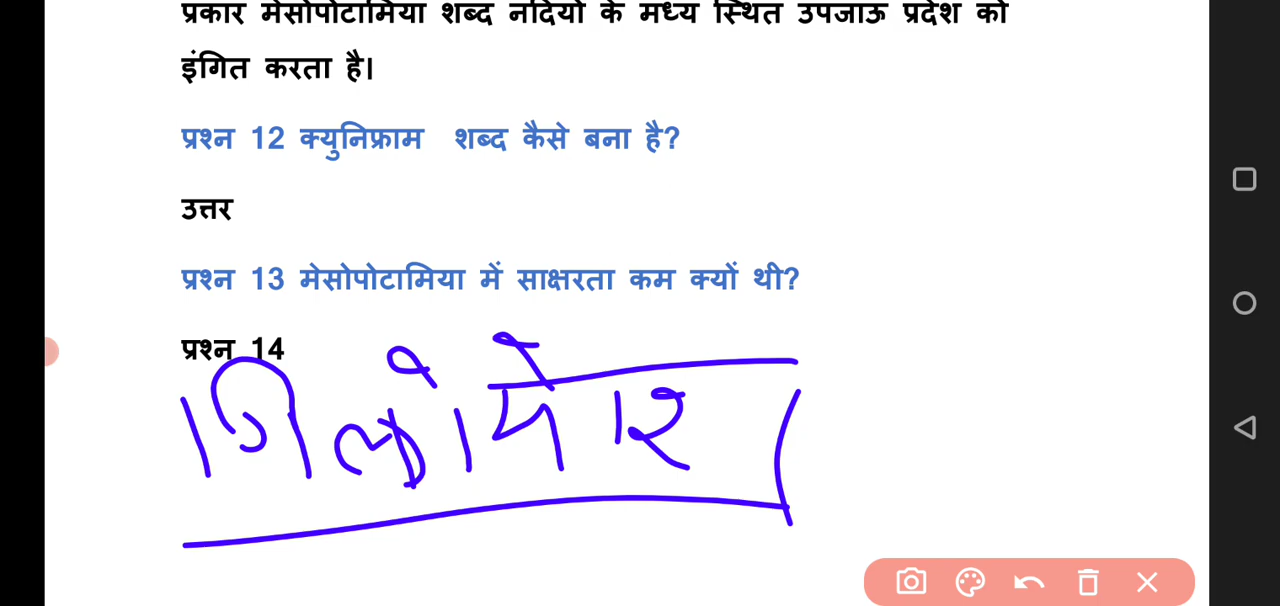 प्रकार मेसोपोटामिया शब्द नदियों के मध्य स्थित उपजाऊ प्रदेश को
इंगित करता है।
प्रश्न 12 क्युनिफ्राम शब्द कैसे बना है?
उत्तर
प्रश्न 13 मेसोपोटामिया में साक्षरता कम क्यों थी?
प्रश्न 14